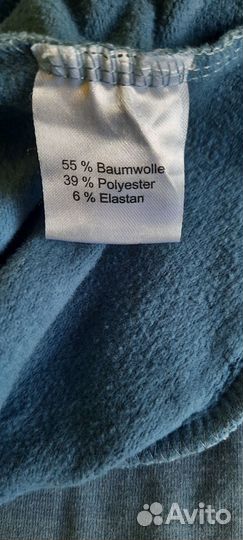 55 % Baumwolle
39 % Polyester
6 % Elastan
Avito